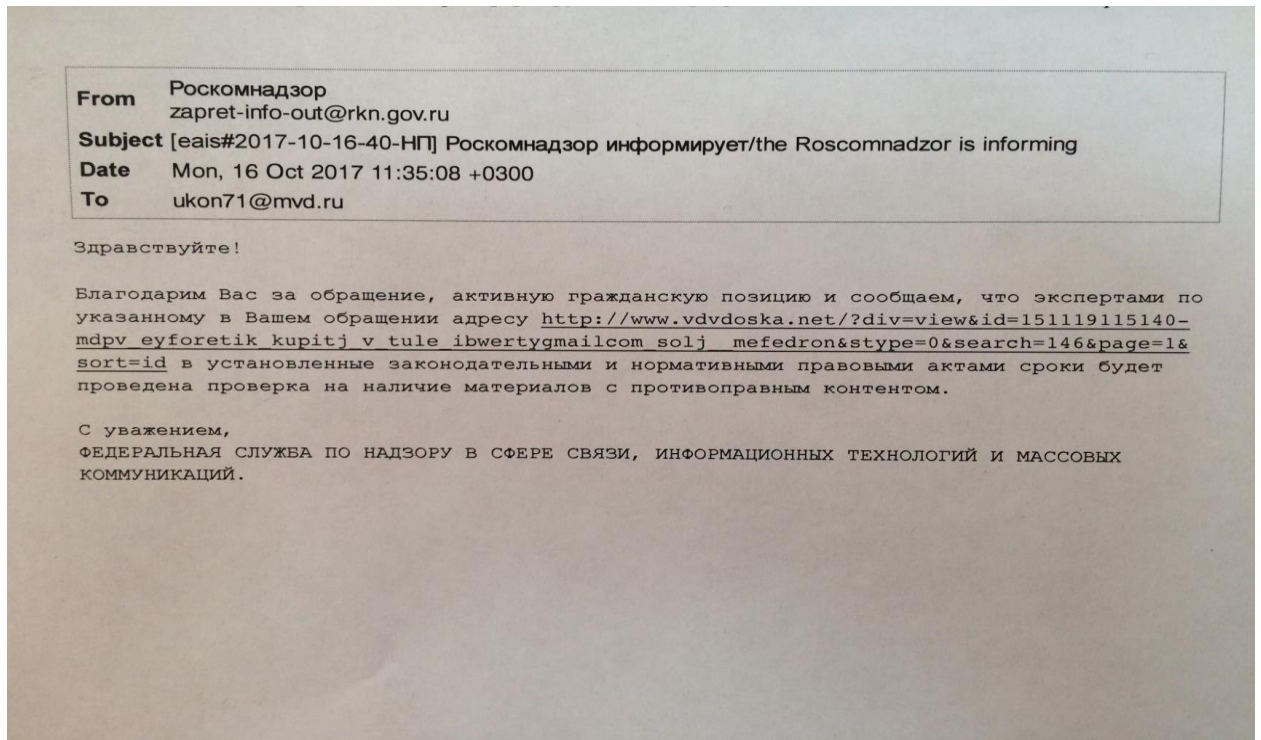 From Роскомнадзор
zapret-info-out@rkn.gov.ru
Subject [eais#2017-10-16-40-НП] Роскомнадзор информирует/the Roscomnadzor is informing
Date Mon, 16 Oct 2017 11:35:08 +0300
To ukon71@mvd.ru
Здравствуйте!
Благодарим Вас за обращение, активную гражданскую позицию и сообщаем, что экспертами по
указанному в Вашем обращении адресу http://www.vdvdoska.net/?div=view&id=151119115140-
mdpv_eyforetik_kupitj_v_tule_ibwertygmailcom_solj__mefedron&stype=0&search=146&page=1&
sort=id в установленные законодательными и нормативными правовыми актами сроки будет
проведена проверка на наличие материалов с противоправным контентом.
С уважением,
ФЕДЕРАЛЬНАЯ СЛУЖБА ПО НАДЗОРУ В СФЕРЕ СВЯЗИ, ИНФОРМАЦИОННЫХ ТЕХНОЛОГИЙ И МАССОВЫХ
КОММУНИКАЦИЙ.